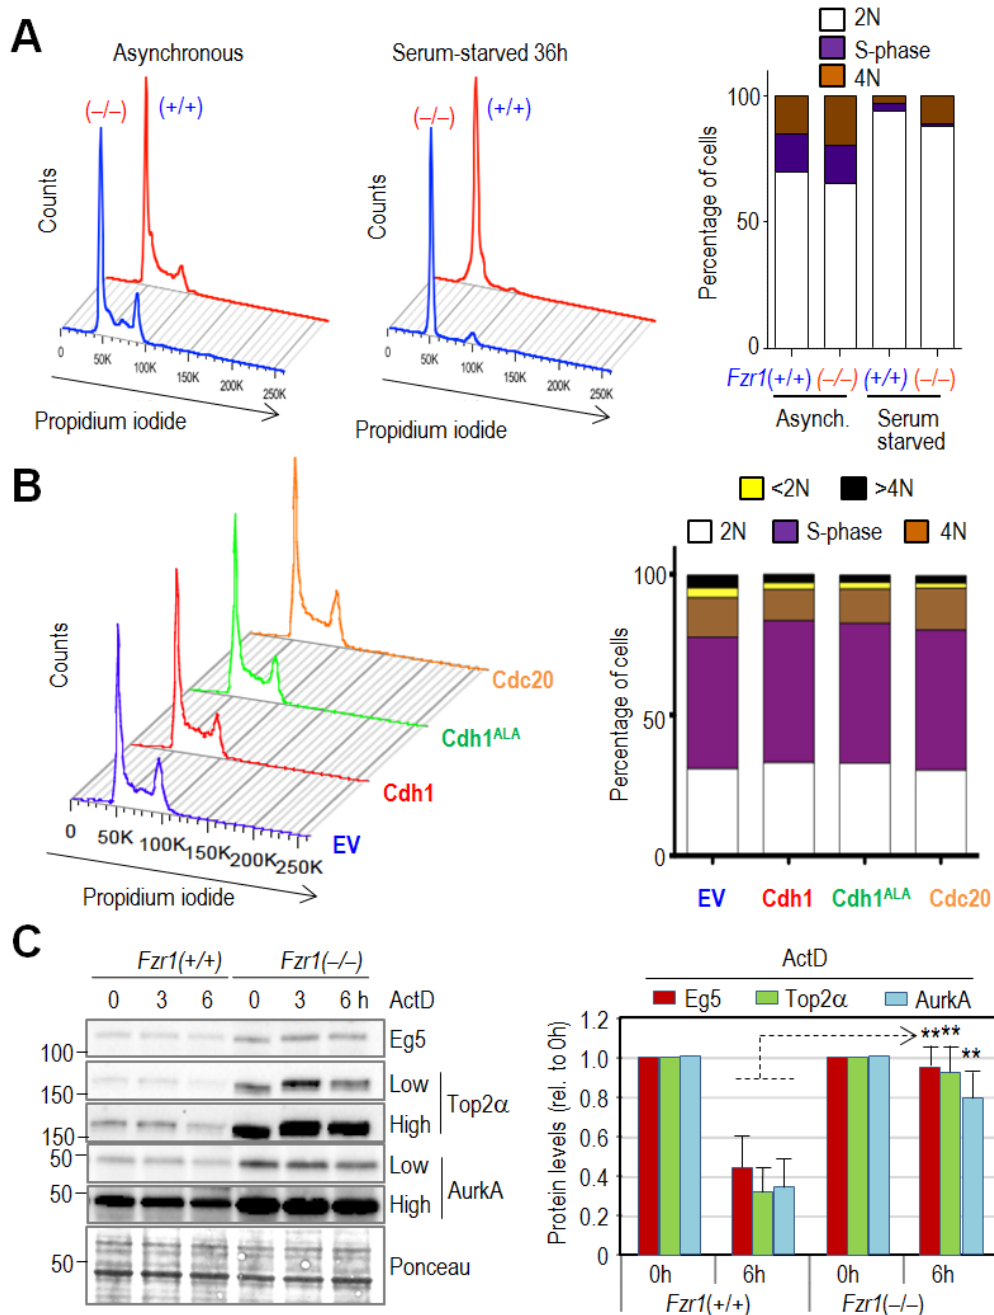 A
Asynchronous
Serum-starved 36h
2N
S-phase
4N
(–/–)
(+/+)
(–/–)
(+/+)
Counts
Counts
Percentage of cells
100
50
0
0
50K
100K
150K
200K
250K
0
50K
100K
150K
200K
250K
Propidium iodide
Propidium iodide
Fzr1(+/+) (–/–) (+/+) (–/–)
Asynch.
Serum
starved
B
<2N
>4N
2N
S-phase
4N
Counts
Cdc20
Cdh1ALA
Cdh1
EV
0
50K
100K
150K
200K
250K
Propidium iodide
Percentage of cells
100
50
0
EV
Cdh1
Cdh1ALA
Cdc20
C
Fzr1(+/+)
Fzr1(–/–)
0 3 6 0 3 6 h ActD
100
Eg5
150
Low
150
High
Top2α
50
Low
50
High
AurkA
50
Ponceau
ActD
Eg5
Top2α
AurkA
Protein levels (rel. to 0h)
1.2
1.0
0.8
0.6
0.4
0.2
0
** **
**
0h
6h
0h
6h
Fzr1(+/+)
Fzr1(–/–)